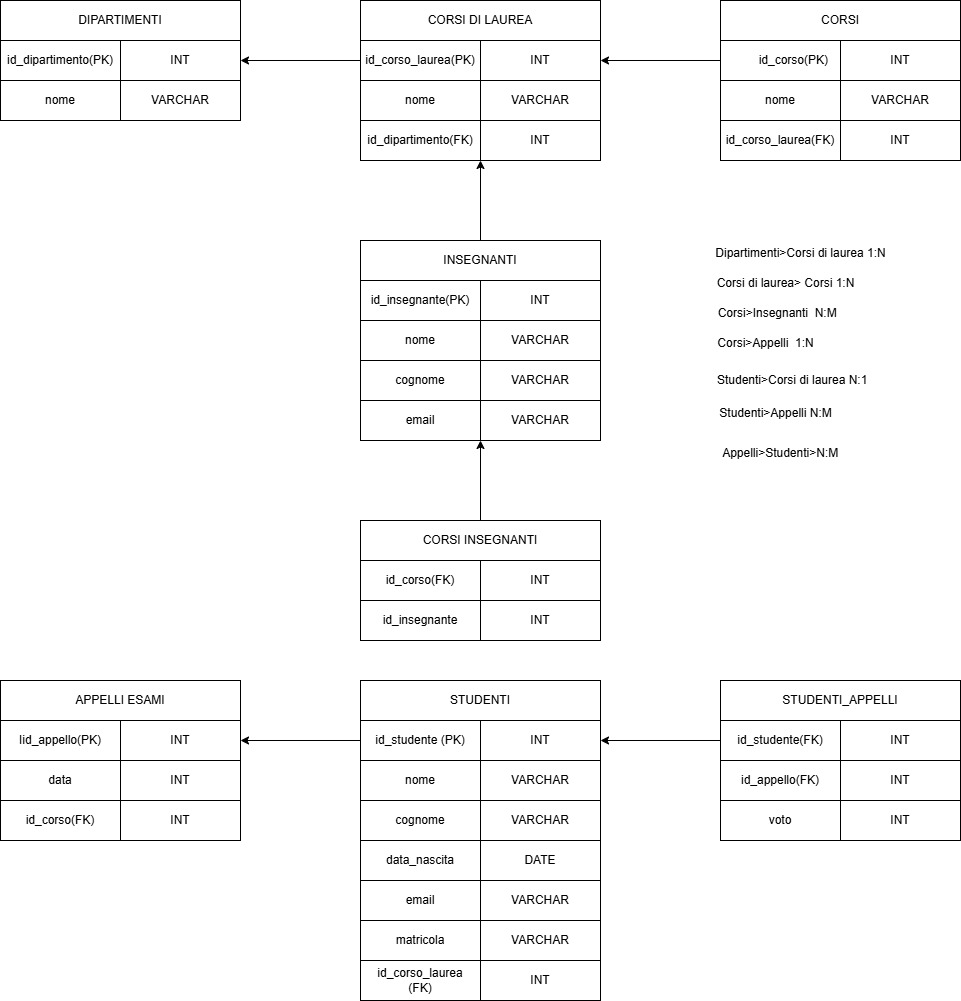 DIPARTIMENTI
id_dipartimento(PK) INT
nome VARCHAR
CORSI DI LAUREA
id_corso_laurea(PK) INT
nome VARCHAR
id_dipartimento(FK) INT
CORSI
id_corso(PK) INT
nome VARCHAR
id_corso_laurea(FK) INT
INSEGNANTI
id_insegnante(PK) INT
nome VARCHAR
cognome VARCHAR
email VARCHAR
Dipartimenti>Corsi di laurea 1:N
Corsi di laurea> Corsi 1:N
Corsi>Insegnanti N:M
Corsi>Appelli 1:N
Studenti>Corsi di laurea N:1
Studenti>Appelli N:M
Appelli>Studenti>N:M
CORSI INSEGNANTI
id_corso(FK) INT
id_insegnante INT
APPELLI ESAMI
lid_appello(PK) INT
data INT
id_corso(FK) INT
STUDENTI
id_studente (PK) INT
nome VARCHAR
cognome VARCHAR
data_nascita DATE
email VARCHAR
matricola VARCHAR
id_corso_laurea
(FK) INT
STUDENTI_APPELLI
id_studente(FK) INT
id_appello(FK) INT
voto INT